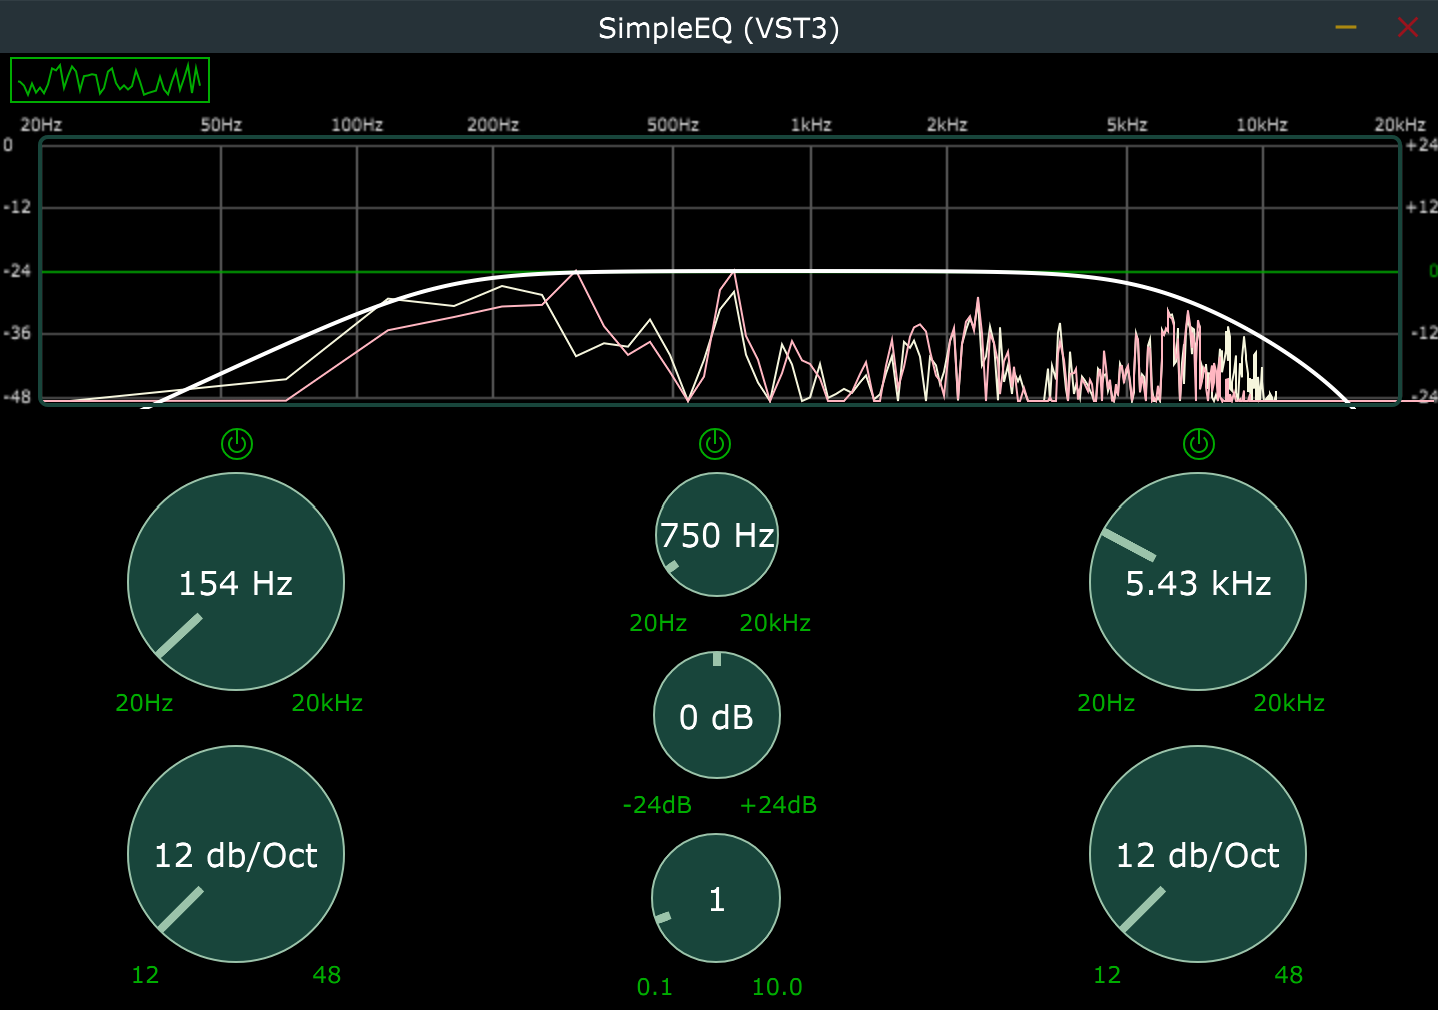 SimpleEQ (VST3)
20Hz 50Hz 100Hz 200Hz 500Hz 1kHz 2kHz 5kHz 10kHz 20kHz
0 +24
-12 +12
-24 0
-36 -12
-48 -24
154 Hz 750 Hz 5.43 kHz
20Hz 20kHz
20Hz 20kHz 20Hz 20kHz
0 dB
-24dB +24dB
12 db/Oct 1 12 db/Oct
12 48 0.1 10.0 12 48